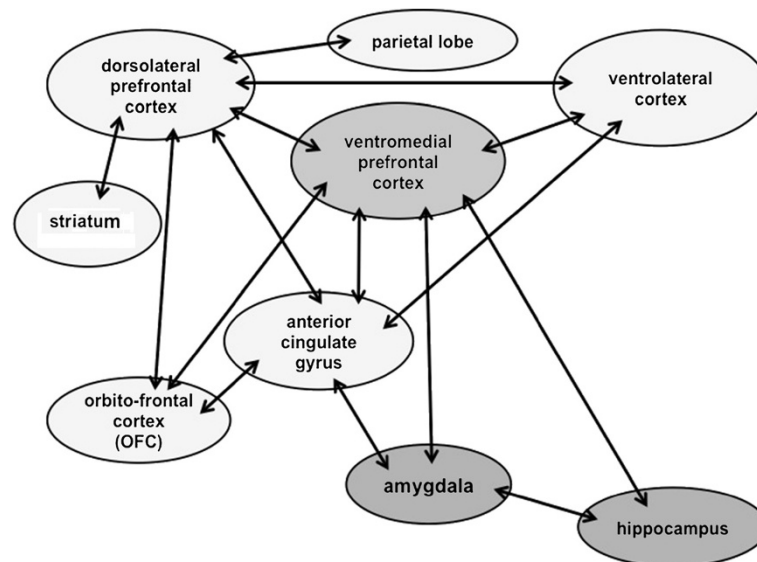 parietal lobe
dorsolateral
prefrontal
cortex
ventrolateral
cortex
ventromedial
prefrontal
cortex
striatum
anterior
cingulate
gyrus
orbito-frontal
cortex
(OFC)
amygdala
hippocampus